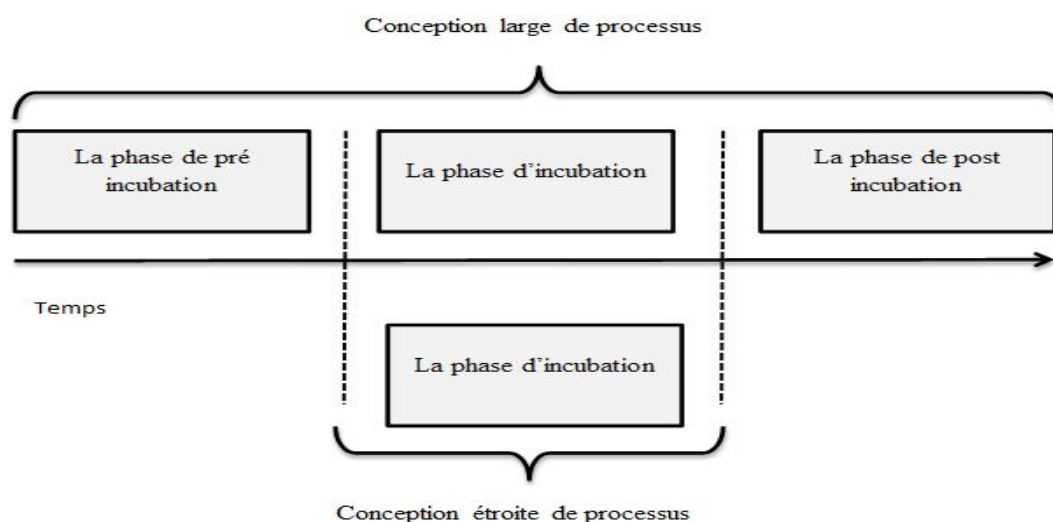 Conception large de processus
La phase de pré
incubation
La phase d'incubation
La phase de post
incubation
Temps
La phase d'incubation
Conception étroite de processus